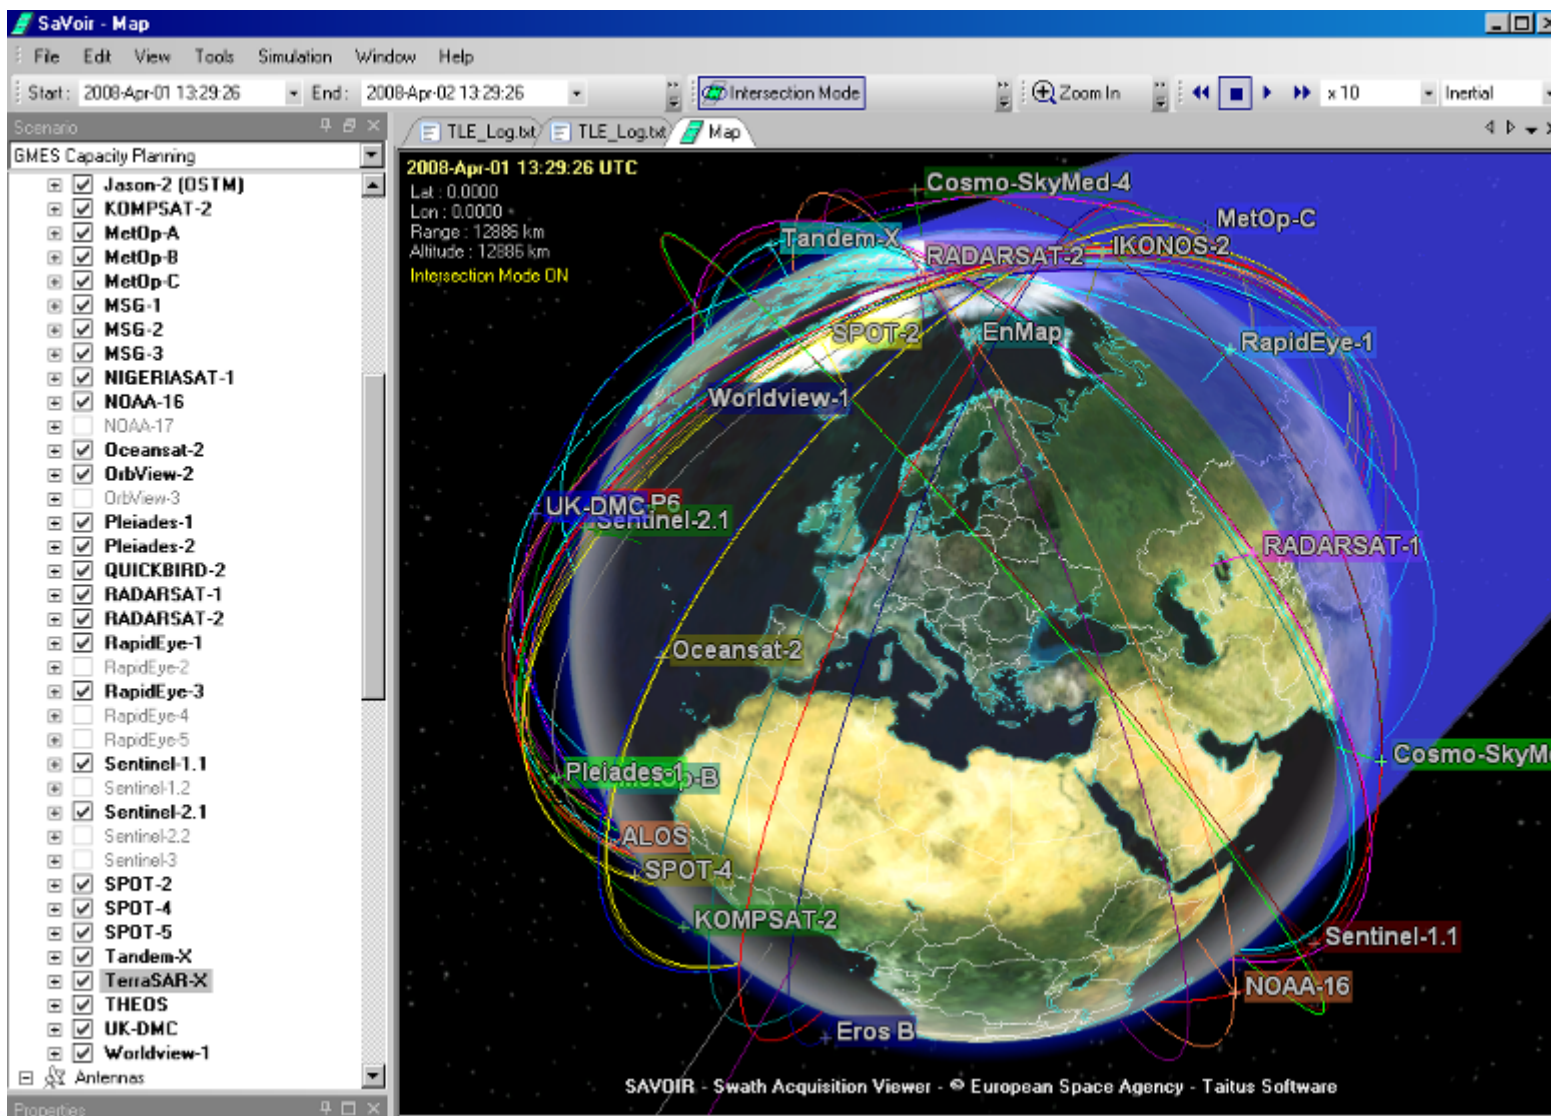 SaVoir - Map
File Edit View Tools Simulation Window Help
Start: 2008-Apr-01 13:29:26 End: 2008-Apr-02 13:29:26 Intersection Mode Zoom In x 10 Inertial
Scenario
TLE_Log.txt TLE_Log.txt Map
GMES Capacity Planning
Jason-2 (OSTM)
KOMPSAT-2
MetOp-A
MetOp-B
MetOp-C
MSG-1
MSG-2
MSG-3
NIGERIASAT-1
NOAA-16
NOAA-17
Oceansat-2
OrbView-2
OrbView-3
Pleiades-1
Pleiades-2
QUICKBIRD-2
RADARSAT-1
RADARSAT-2
RapidEye-1
RapidEye-2
RapidEye-3
RapidEye-4
RapidEye-5
Sentinel-1.1
Sentinel-1.2
Sentinel-2.1
Sentinel-2.2
Sentinel-3
SPOT-2
SPOT-4
SPOT-5
Tandem-X
TerraSAR-X
THEOS
UK-DMC
Worldview-1
Antennas
Properties
2008-Apr-01 13:29:26 UTC
Lat : 0.0000
Lon : 0.0000
Range : 12886 km
Altitude : 12886 km
Intersection Mode ON
Cosmo-SkyMed-4
MetOp-C
Tandem-X
RADARSAT-2
IKONOS-2
SPOT-2
EnMap
RapidEye-1
Worldview-1
UK-DMC
P6
Sentinel-2.1
RADARSAT-1
Oceansat-2
Cosmo-SkyMe
Pleiades-1
p-B
ALOS
SPOT-4
KOMPSAT-2
Sentinel-1.1
NOAA-16
Eros B
SAVOIR - Swath Acquisition Viewer - © European Space Agency - Taitus Software